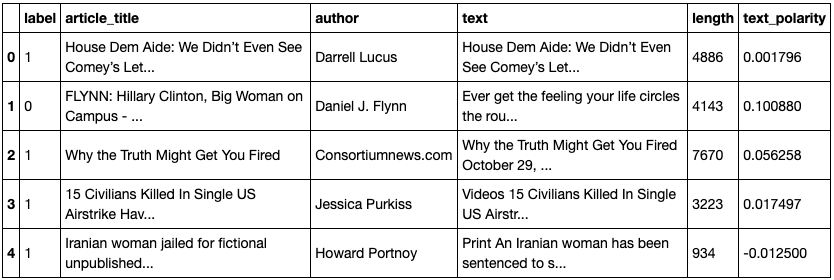 label article_title author text length text_polarity
0 1 House Dem Aide: We Didn’t Even See Comey’s Let... Darrell Lucus House Dem Aide: We Didn’t Even See Comey’s Let... 4886 0.001796
1 0 FLYNN: Hillary Clinton, Big Woman on Campus - ... Daniel J. Flynn Ever get the feeling your life circles the rou... 4143 0.100880
2 1 Why the Truth Might Get You Fired Consortiumnews.com Why the Truth Might Get You Fired October 29, ... 7670 0.056258
3 1 15 Civilians Killed In Single US Airstrike Hav... Jessica Purkiss Videos 15 Civilians Killed In Single US Airstr... 3223 0.017497
4 1 Iranian woman jailed for fictional unpublished... Howard Portnoy Print An Iranian woman has been sentenced to s... 934 -0.012500